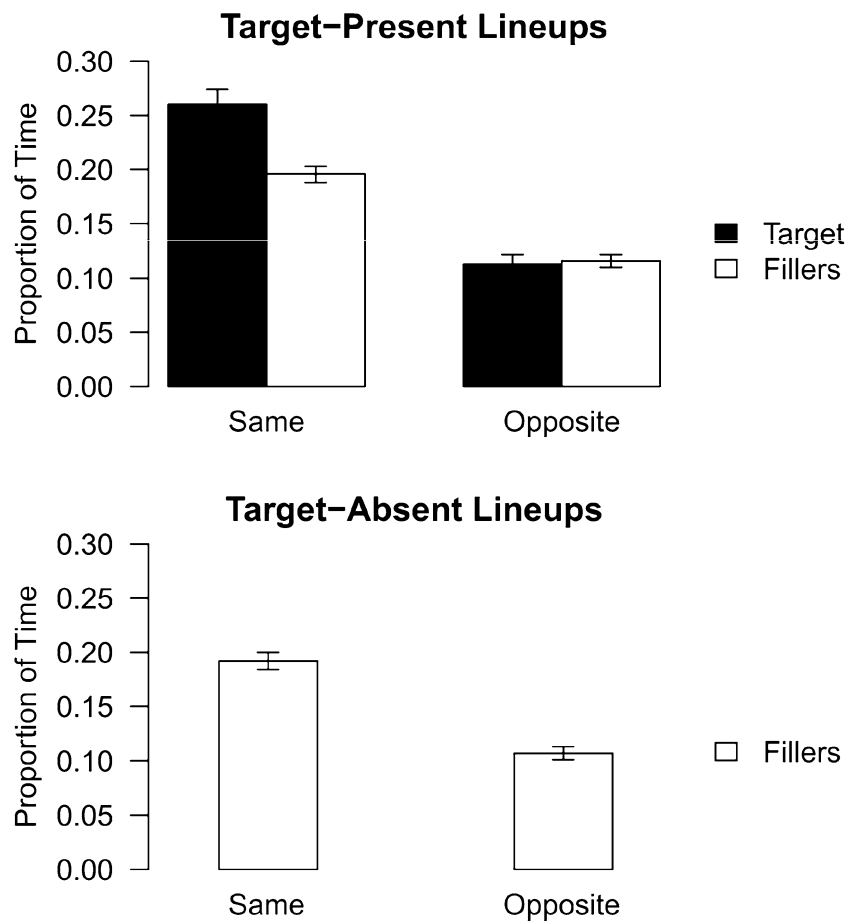 Target−Present Lineups
Proportion of Time
0.30
0.25
0.20
0.15
0.10
0.05
0.00
Same Opposite
Target
Fillers
Target−Absent Lineups
Proportion of Time
0.30
0.25
0.20
0.15
0.10
0.05
0.00
Same Opposite
Fillers